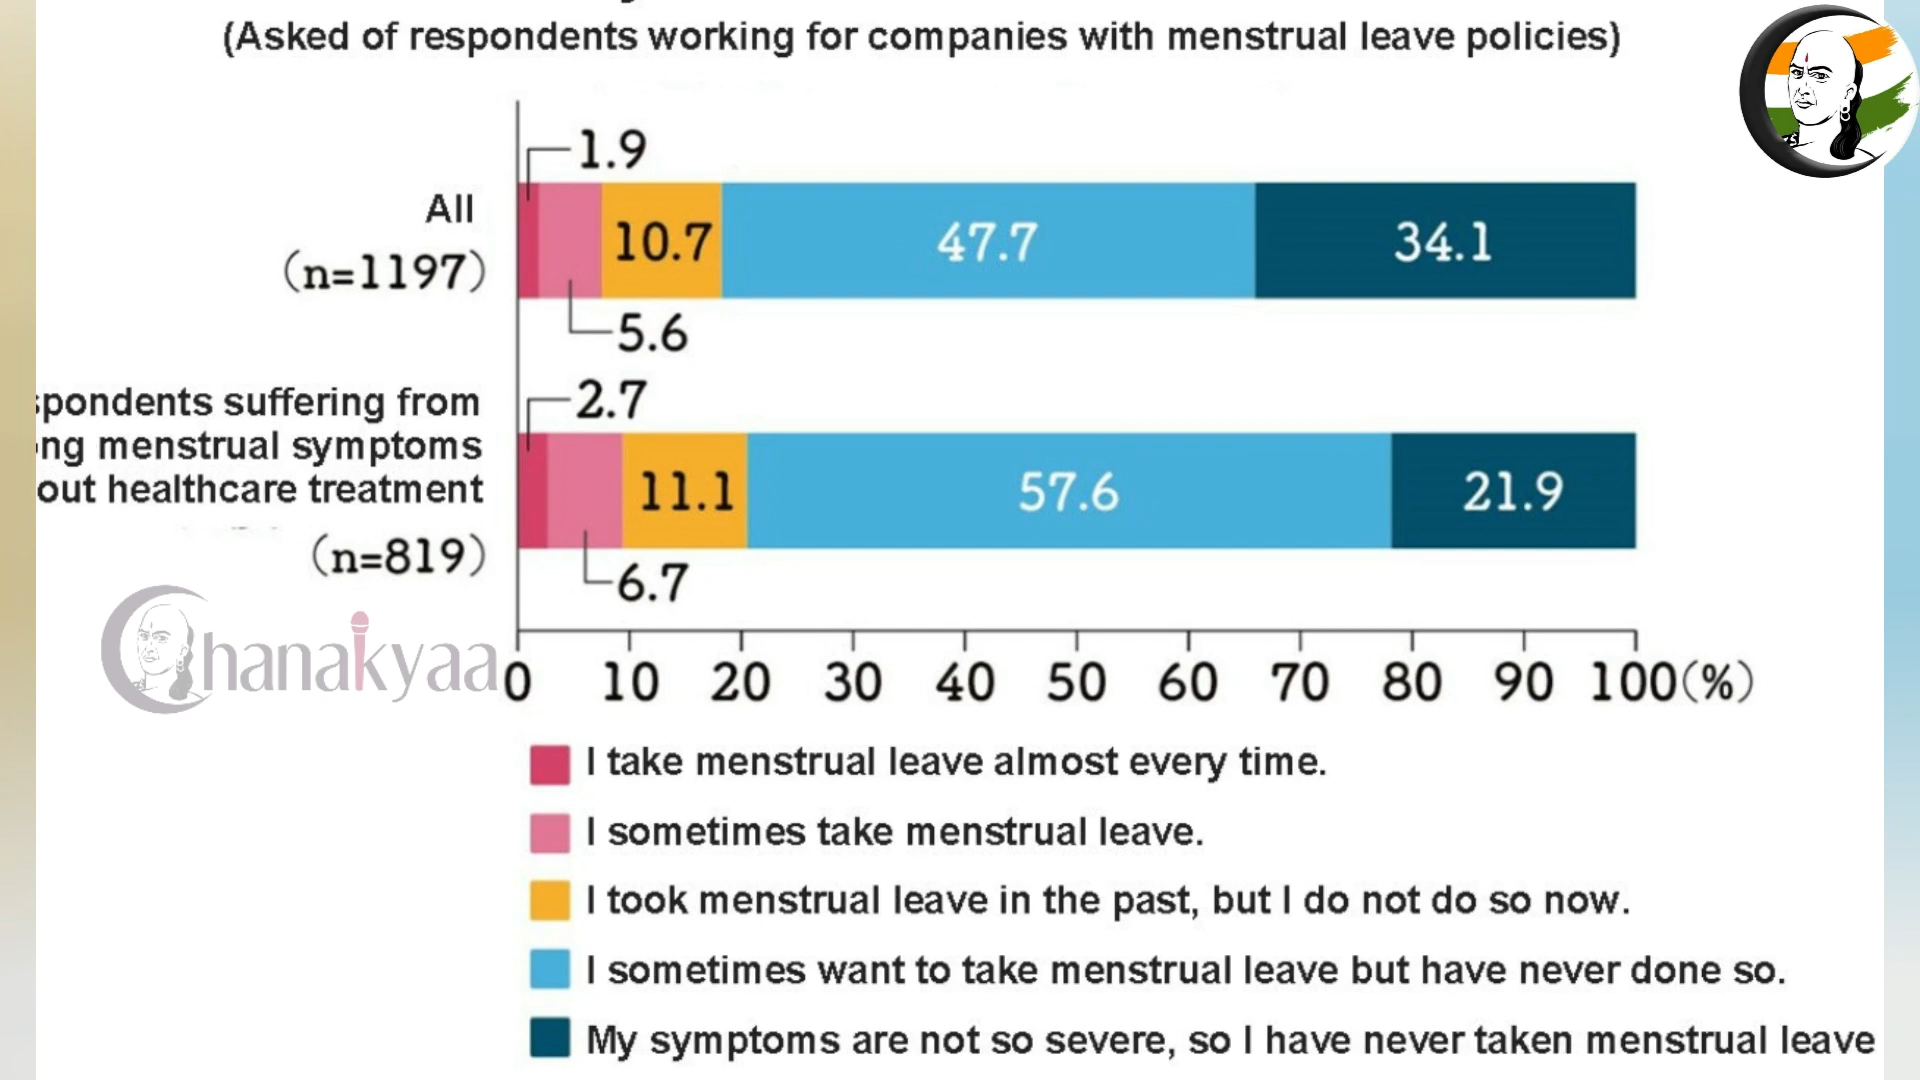 (Asked of respondents working for companies with menstrual leave policies)
1.9
All
(n=1197)
10.7
47.7
34.1
5.6
2.7
suffering from
menstrual symptoms
healthcare treatment
(n=819)
11.1
57.6
21.9
6.7
hanakyaa
0 10 20 30 40 50 60 70 80 90 100(%)
I take menstrual leave almost every time.
I sometimes take menstrual leave.
I took menstrual leave in the past, but I do not do so now.
I sometimes want to take menstrual leave but have never done so.
My symptoms are not so severe, so I have never taken menstrual leave